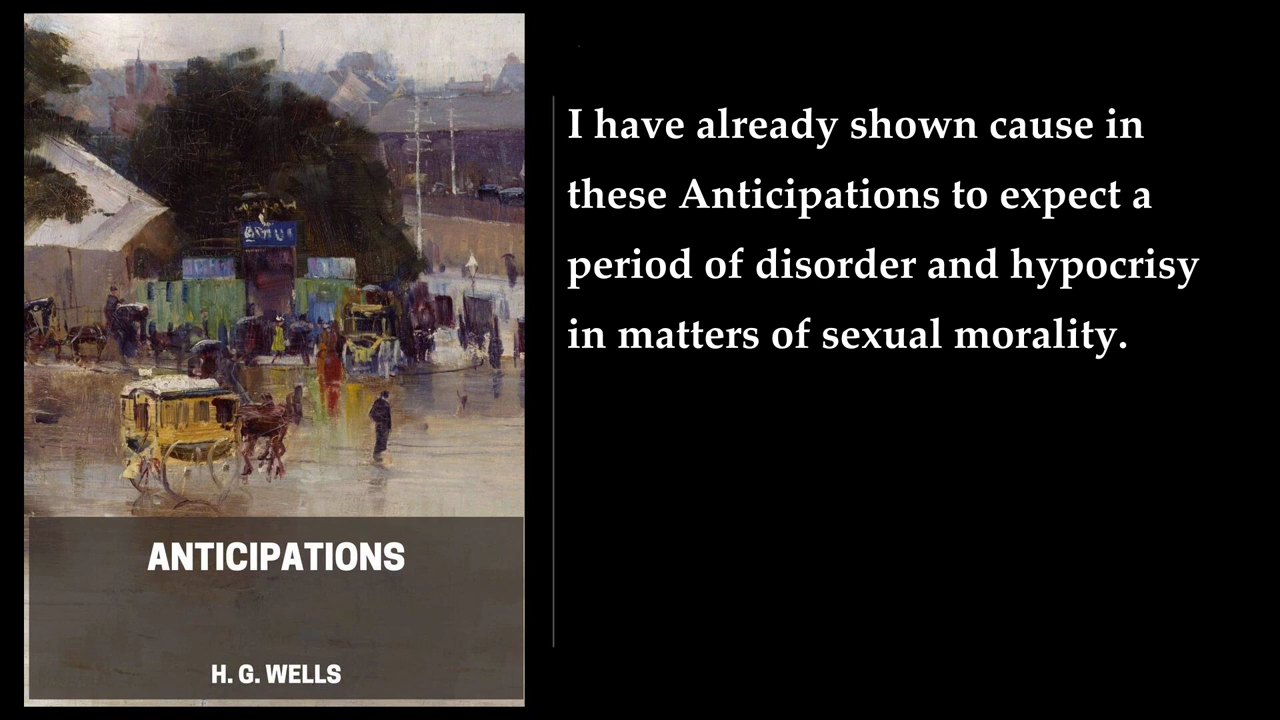 I have already shown cause in
these Anticipations to expect a
period of disorder and hypocrisy
in matters of sexual morality.
ANTICIPATIONS
H. G. WELLS